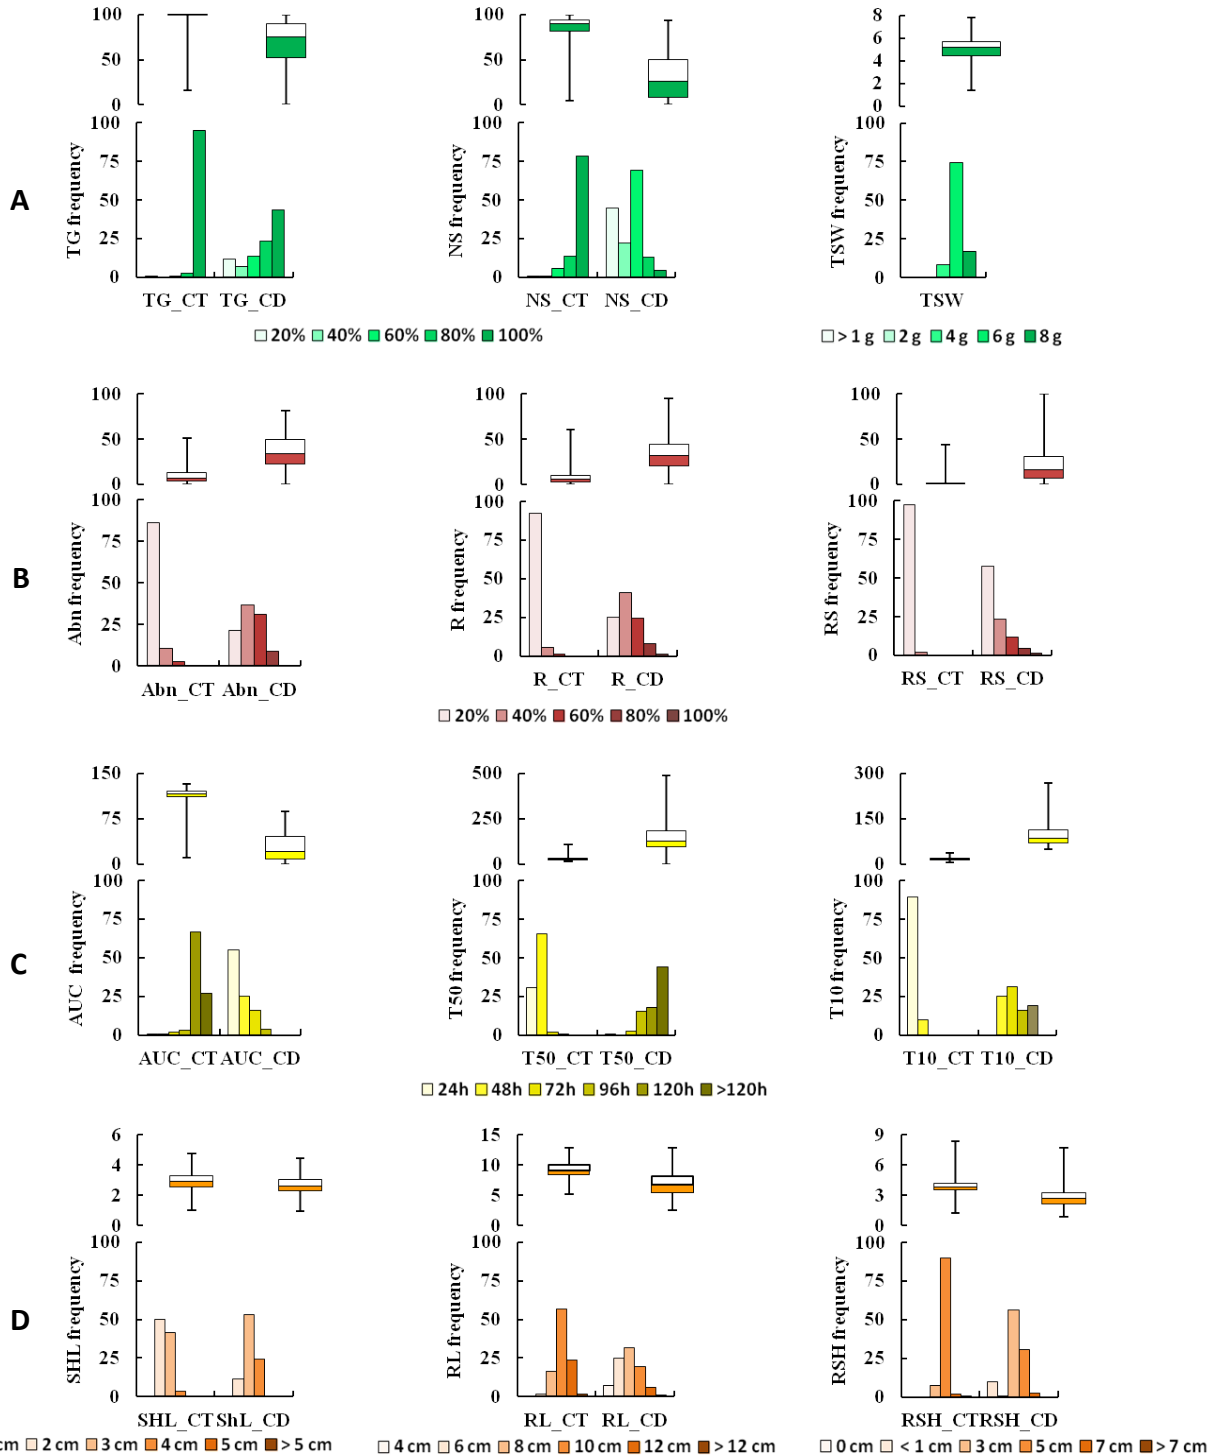 100
50
0
100
50
0
8
6
4
2
0
A
TG frequency
100
75
50
25
0
TG_CT TG_CD
NS frequency
100
75
50
25
0
NS_CT NS_CD
TSW frequency
100
75
50
25
0
TSW
20% 40% 60% 80% 100%
> 1 g 2 g 4 g 6 g 8 g
100
50
0
100
50
0
100
50
0
B
Abn frequency
100
75
50
25
0
Abn_CT Abn_CD
R frequency
100
75
50
25
0
R_CT R_CD
RS frequency
100
75
50
25
0
RS_CT RS_CD
20% 40% 60% 80% 100%
150
75
0
500
250
0
300
150
0
C
AUC frequency
100
75
50
25
0
AUC_CT AUC_CD
T50 frequency
100
75
50
25
0
T50_CT T50_CD
T10 frequency
100
75
50
25
0
T10_CT T10_CD
24h 48h 72h 96h 120h >120h
6
4
2
0
15
10
5
0
9
6
3
0
D
SHL frequency
100
75
50
25
0
SHL_CT ShL_CD
RL frequency
100
75
50
25
0
RL_CT RL_CD
RSH frequency
100
75
50
25
0
RSH_CT RSH_CD
cm 2 cm 3 cm 4 cm 5 cm > 5 cm
4 cm 6 cm 8 cm 10 cm 12 cm > 12 cm
0 cm < 1 cm 3 cm 5 cm 7 cm > 7 cm